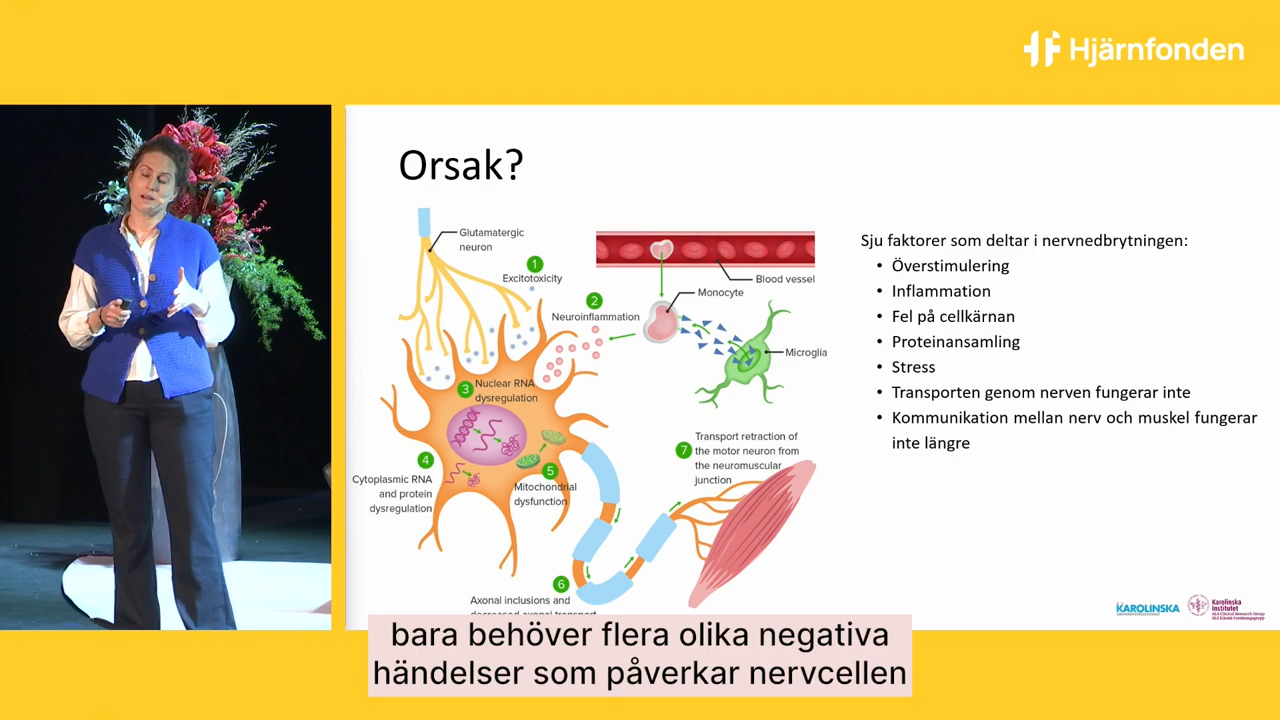 Hjärnfonden
Orsak?
Glutamatergic
neuron
1
Excitotoxicity
2
Neuroinflammation
Blood vessel
Monocyte
Microglia
3
Nuclear RNA
dysregulation
4
Cytoplasmic RNA
and protein
dysregulation
5
Mitochondrial
dysfunction
7
Transport retraction of
the motor neuron from
the neuromuscular
junction
6
Axonal inclusions and
decreased axonal transport
Sju faktorer som deltar i nervnedbrytningen:
• Överstimulering
• Inflammation
• Fel på cellkärnan
• Proteinansamling
• Stress
• Transporten genom nerven fungerar inte
• Kommunikation mellan nerv och muskel fungerar
inte längre
KAROLINSKA
Karolinska
Institutet
bara behöver flera olika negativa
händelser som påverkar nervcellen